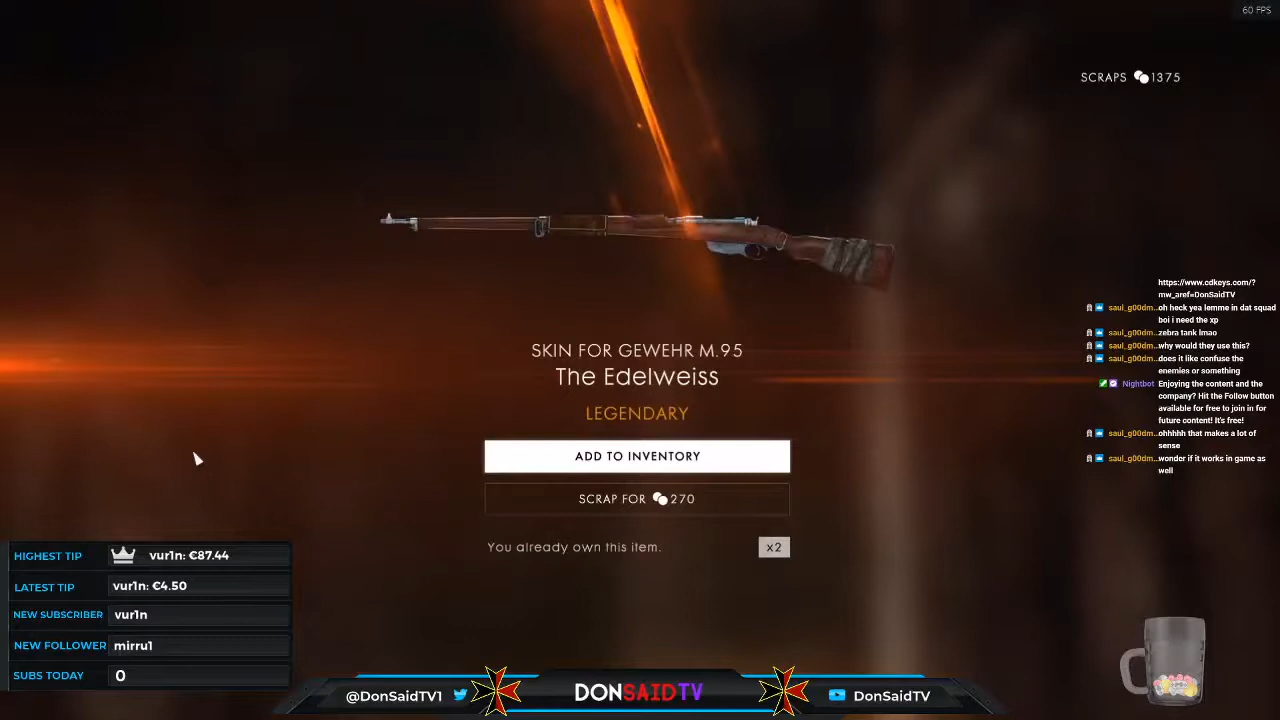 60 FPS
SCRAPS 1375
SKIN FOR GEWEHR M.95
The Edelweiss
LEGENDARY
ADD TO INVENTORY
SCRAP FOR 270
You already own this item. x2
https://www.cdkeys.com/?
mw_aref=DonSaidTV
saul_g00dm.. oh heck yea lemme in dat squad
boi i need the xp
saul_g00dm.. zebra tank lmao
saul_g00dm.. why would they use this?
saul_g00dm.. does it like confuse the
enemies or something
Nightbot Enjoying the content and the
company? Hit the Follow button
available for free to join in for
future content! It's free!
saul_g00dm.. ohhhhh that makes a lot of
sense
saul_g00dm.. wonder if it works in game as
well
HIGHEST TIP vur1n: €87.44
LATEST TIP vur1n: €4.50
NEW SUBSCRIBER vur1n
NEW FOLLOWER mirru1
SUBS TODAY 0
@DonSaidTV1
DONSAIDTV
DonSaidTV